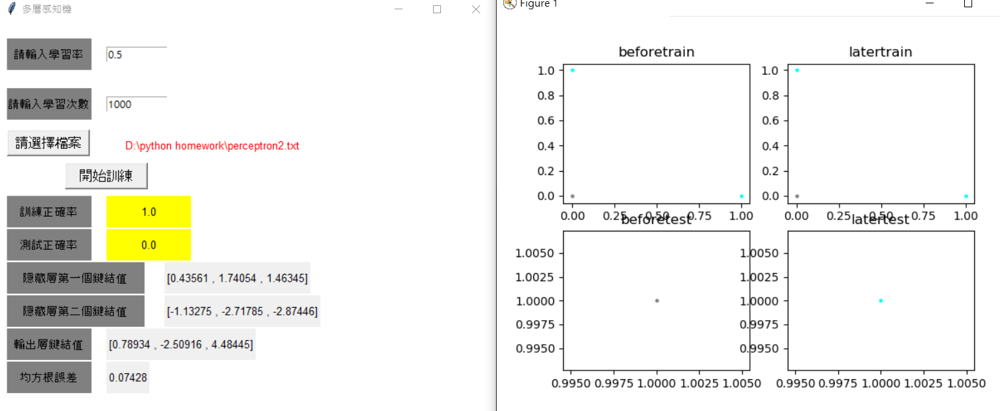 多層感知機
請輸入學習率 0.5
請輸入學習次數 1000
請選擇檔案 D:\python homework\perceptron2.txt
開始訓練
訓練正確率 1.0
測試正確率 0.0
隱藏層第一個鍵結值 [0.43561 , 1.74054 , 1.46345]
隱藏層第二個鍵結值 [-1.13275 , -2.71785 , -2.87446]
輸出層鍵結值 [0.78934 , -2.50916 , 4.48445]
均方根誤差 0.07428
Figure 1
beforetrain
1.0
0.8
0.6
0.4
0.2
0.0
0.00 0.25 0.50 0.75 1.00
latertrain
1.0
0.8
0.6
0.4
0.2
0.0
0.00 0.25 0.50 0.75 1.00
beforetest
1.0050
1.0025
1.0000
0.9975
0.9950
0.9950 0.9975 1.0000 1.0025 1.0050
latertest
1.0050
1.0025
1.0000
0.9975
0.9950
0.9950 0.9975 1.0000 1.0025 1.0050